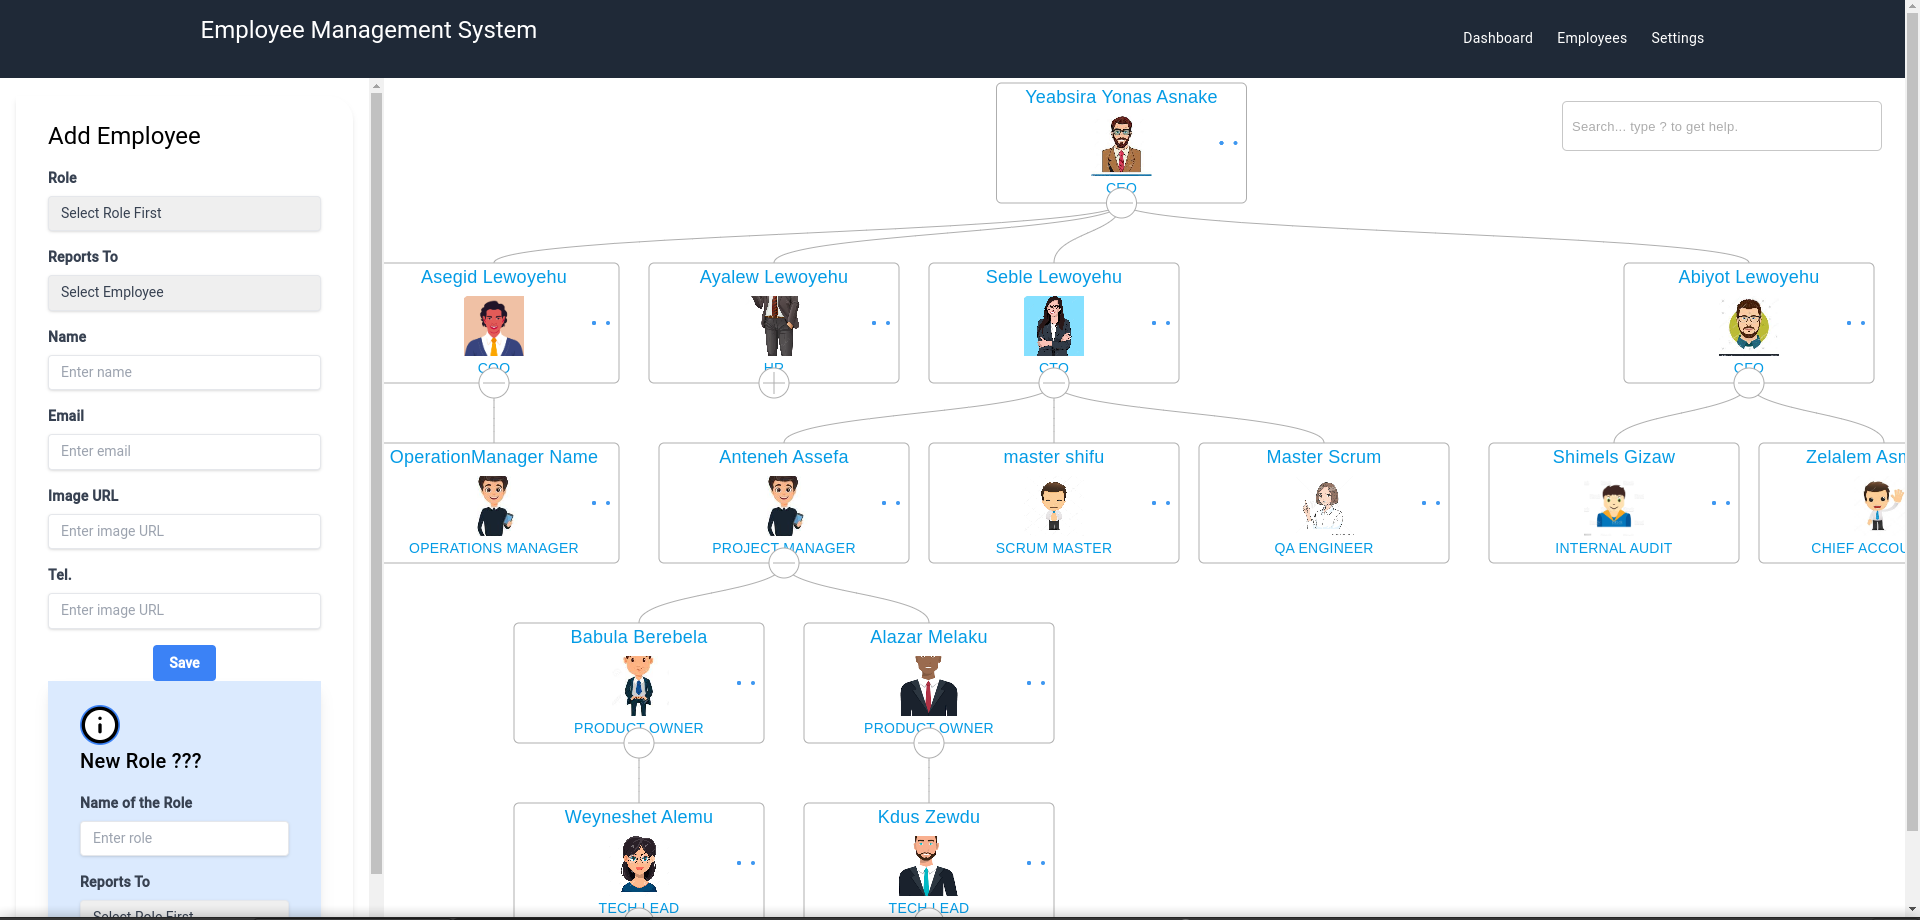 Employee Management System
Dashboard Employees Settings
Add Employee
Role
Select Role First
Reports To
Select Employee
Name
Enter name
Email
Enter email
Image URL
Enter image URL
Tel.
Enter image URL
Save
New Role ???
Name of the Role
Enter role
Reports To
Select Role First
Search... type ? to get help.
Yeabsira Yonas Asnake
CEO
Asegid Lewoyehu
COO
Ayalew Lewoyehu
HR
Seble Lewoyehu
CTO
Abiyot Lewoyehu
CFO
OperationManager Name
OPERATIONS MANAGER
Anteneh Assefa
PROJECT MANAGER
master shifu
SCRUM MASTER
Master Scrum
QA ENGINEER
Shimels Gizaw
INTERNAL AUDIT
Zelalem
CHIEF
Babula Berebela
PRODUCT OWNER
Alazar Melaku
PRODUCT OWNER
Weyneshet Alemu
TECH LEAD
Kdus Zewdu
TECH LEAD